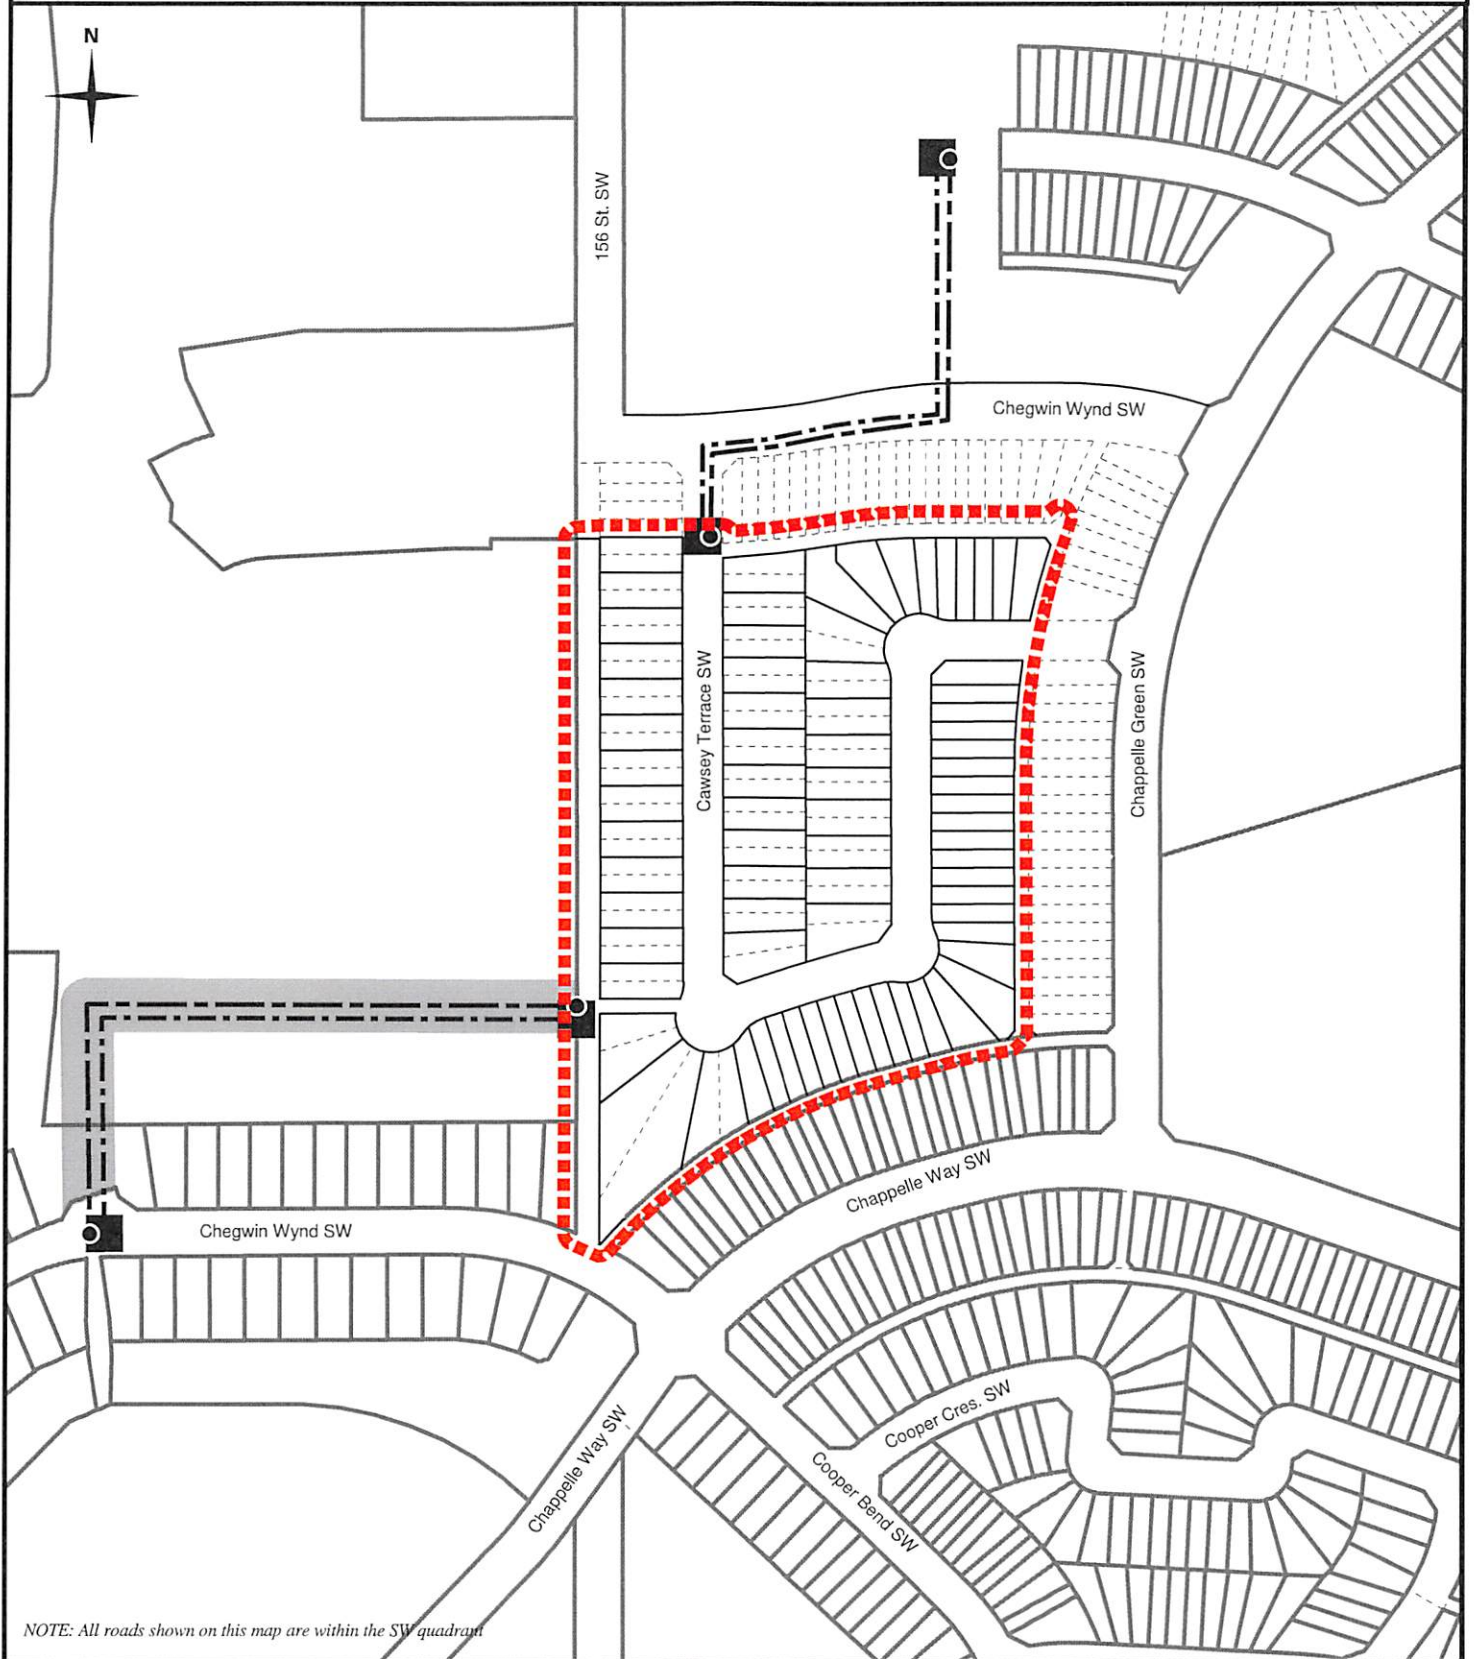 N
156 St. SW
Chegwin Wynd SW
Cawsey Terrace SW
Chappelle Green SW
Chappelle Way SW
Chegwin Wynd SW
Cooper Cres. SW
Chappelle Way SW
Cooper Bend SW
NOTE: All roads shown on this map are within the SW quadrant